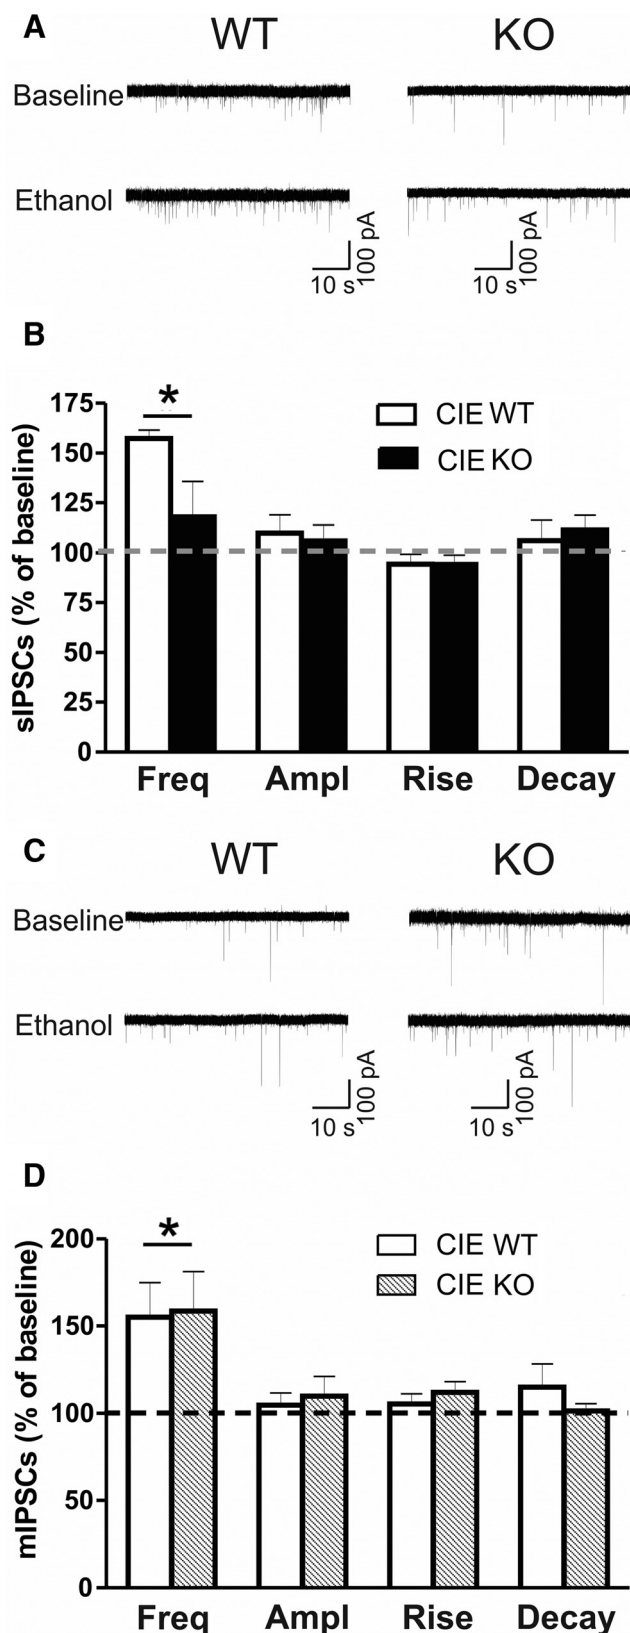 A
WT KO
Baseline
Ethanol
100 pA 100 pA
10 s 10 s
B
sIPSCs (% of baseline)
175
150
125
100
75
50
25
0
*
CIE WT
CIE KO
Freq Ampl Rise Decay
C
WT KO
Baseline
Ethanol
100 pA 100 pA
10 s 10 s
D
mIPSCs (% of baseline)
200
150
100
50
0
*
CIE WT
CIE KO
Freq Ampl Rise Decay